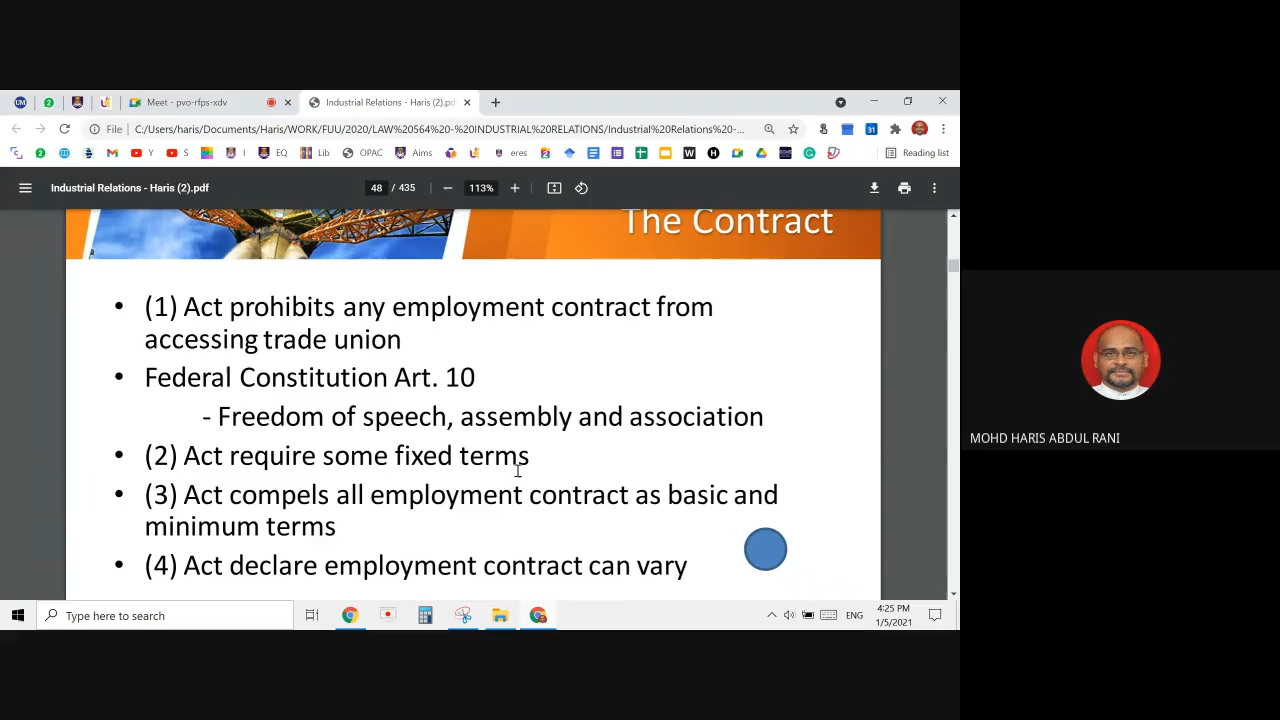 UM
2
Meet - pvo-rfps-xdv
Industrial Relations - Haris (2).pd
File
C:/Users/haris/Documents/Haris/WORK/FUU/2020/LAW%20564%20-%20INDUSTRIAL%20RELATIONS/Industrial%20Relations%20-...
2
Y
S
I
EQ
Lib
OPAC
Aims
eres
W
H
31
Reading list
Industrial Relations - Haris (2).pdf
48 / 435
113%
The Contract
• (1) Act prohibits any employment contract from
accessing trade union
• Federal Constitution Art. 10
- Freedom of speech, assembly and association
• (2) Act require some fixed terms
• (3) Act compels all employment contract as basic and
minimum terms
• (4) Act declare employment contract can vary
MOHD HARIS ABDUL RANI
Type here to search
ENG
4:25 PM
1/5/2021